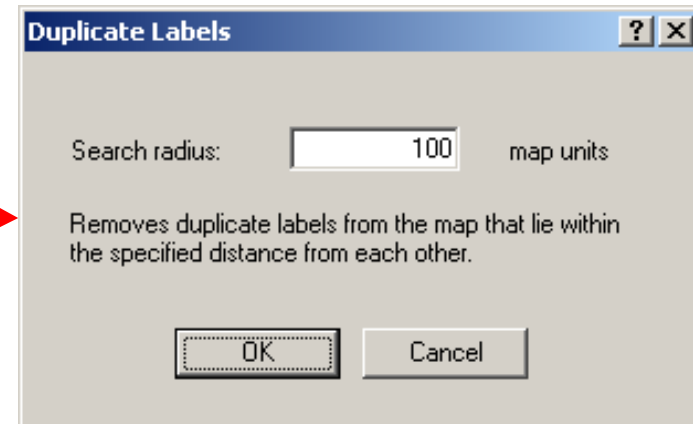 Duplicate Labels
Search radius: 100 map units
Removes duplicate labels from the map that lie within
the specified distance from each other.
OK Cancel